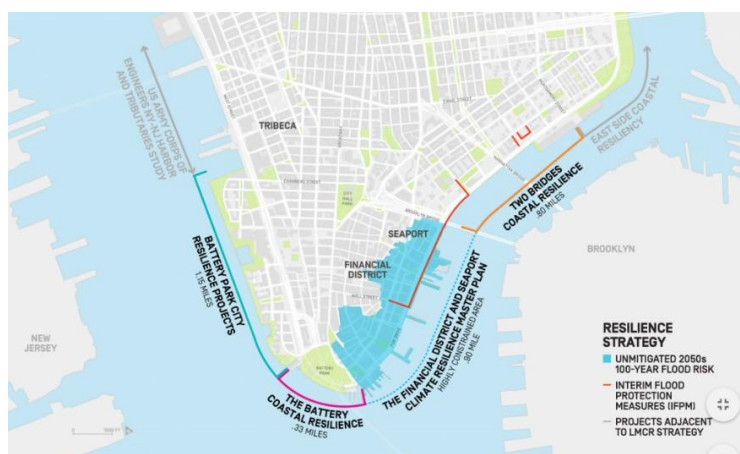 US ARMY CORPS OF
ENGINEERS NY-NJ HARBOR
AND TRIBUTARIES STUDY
TRIBECA
CITY
HALL PARK
BROOKLYN BRIDGE
MANHATTAN BRIDGE
EAST SIDE COASTAL
RESILIENCY
TWO BRIDGES
COASTAL RESILIENCE
.80 MILES
SEAPORT
FINANCIAL
DISTRICT
WALL STREET
BATTERY
PARK
BATTERY PARK CITY
RESILIENCE PROJECTS
1.15 MILES
THE BATTERY
COASTAL RESILIENCE
.33 MILES
THE FINANCIAL DISTRICT AND SEAPORT
CLIMATE RESILIENCE MASTER PLAN
HIGHLY CONSTRAINED AREA
.90 MILE
BROOKLYN
NEW
JERSEY
RESILIENCE
STRATEGY
UNMITIGATED 2050s
100-YEAR FLOOD RISK
INTERIM FLOOD
PROTECTION
MEASURES (IFPM)
PROJECTS ADJACENT
TO LMCR STRATEGY